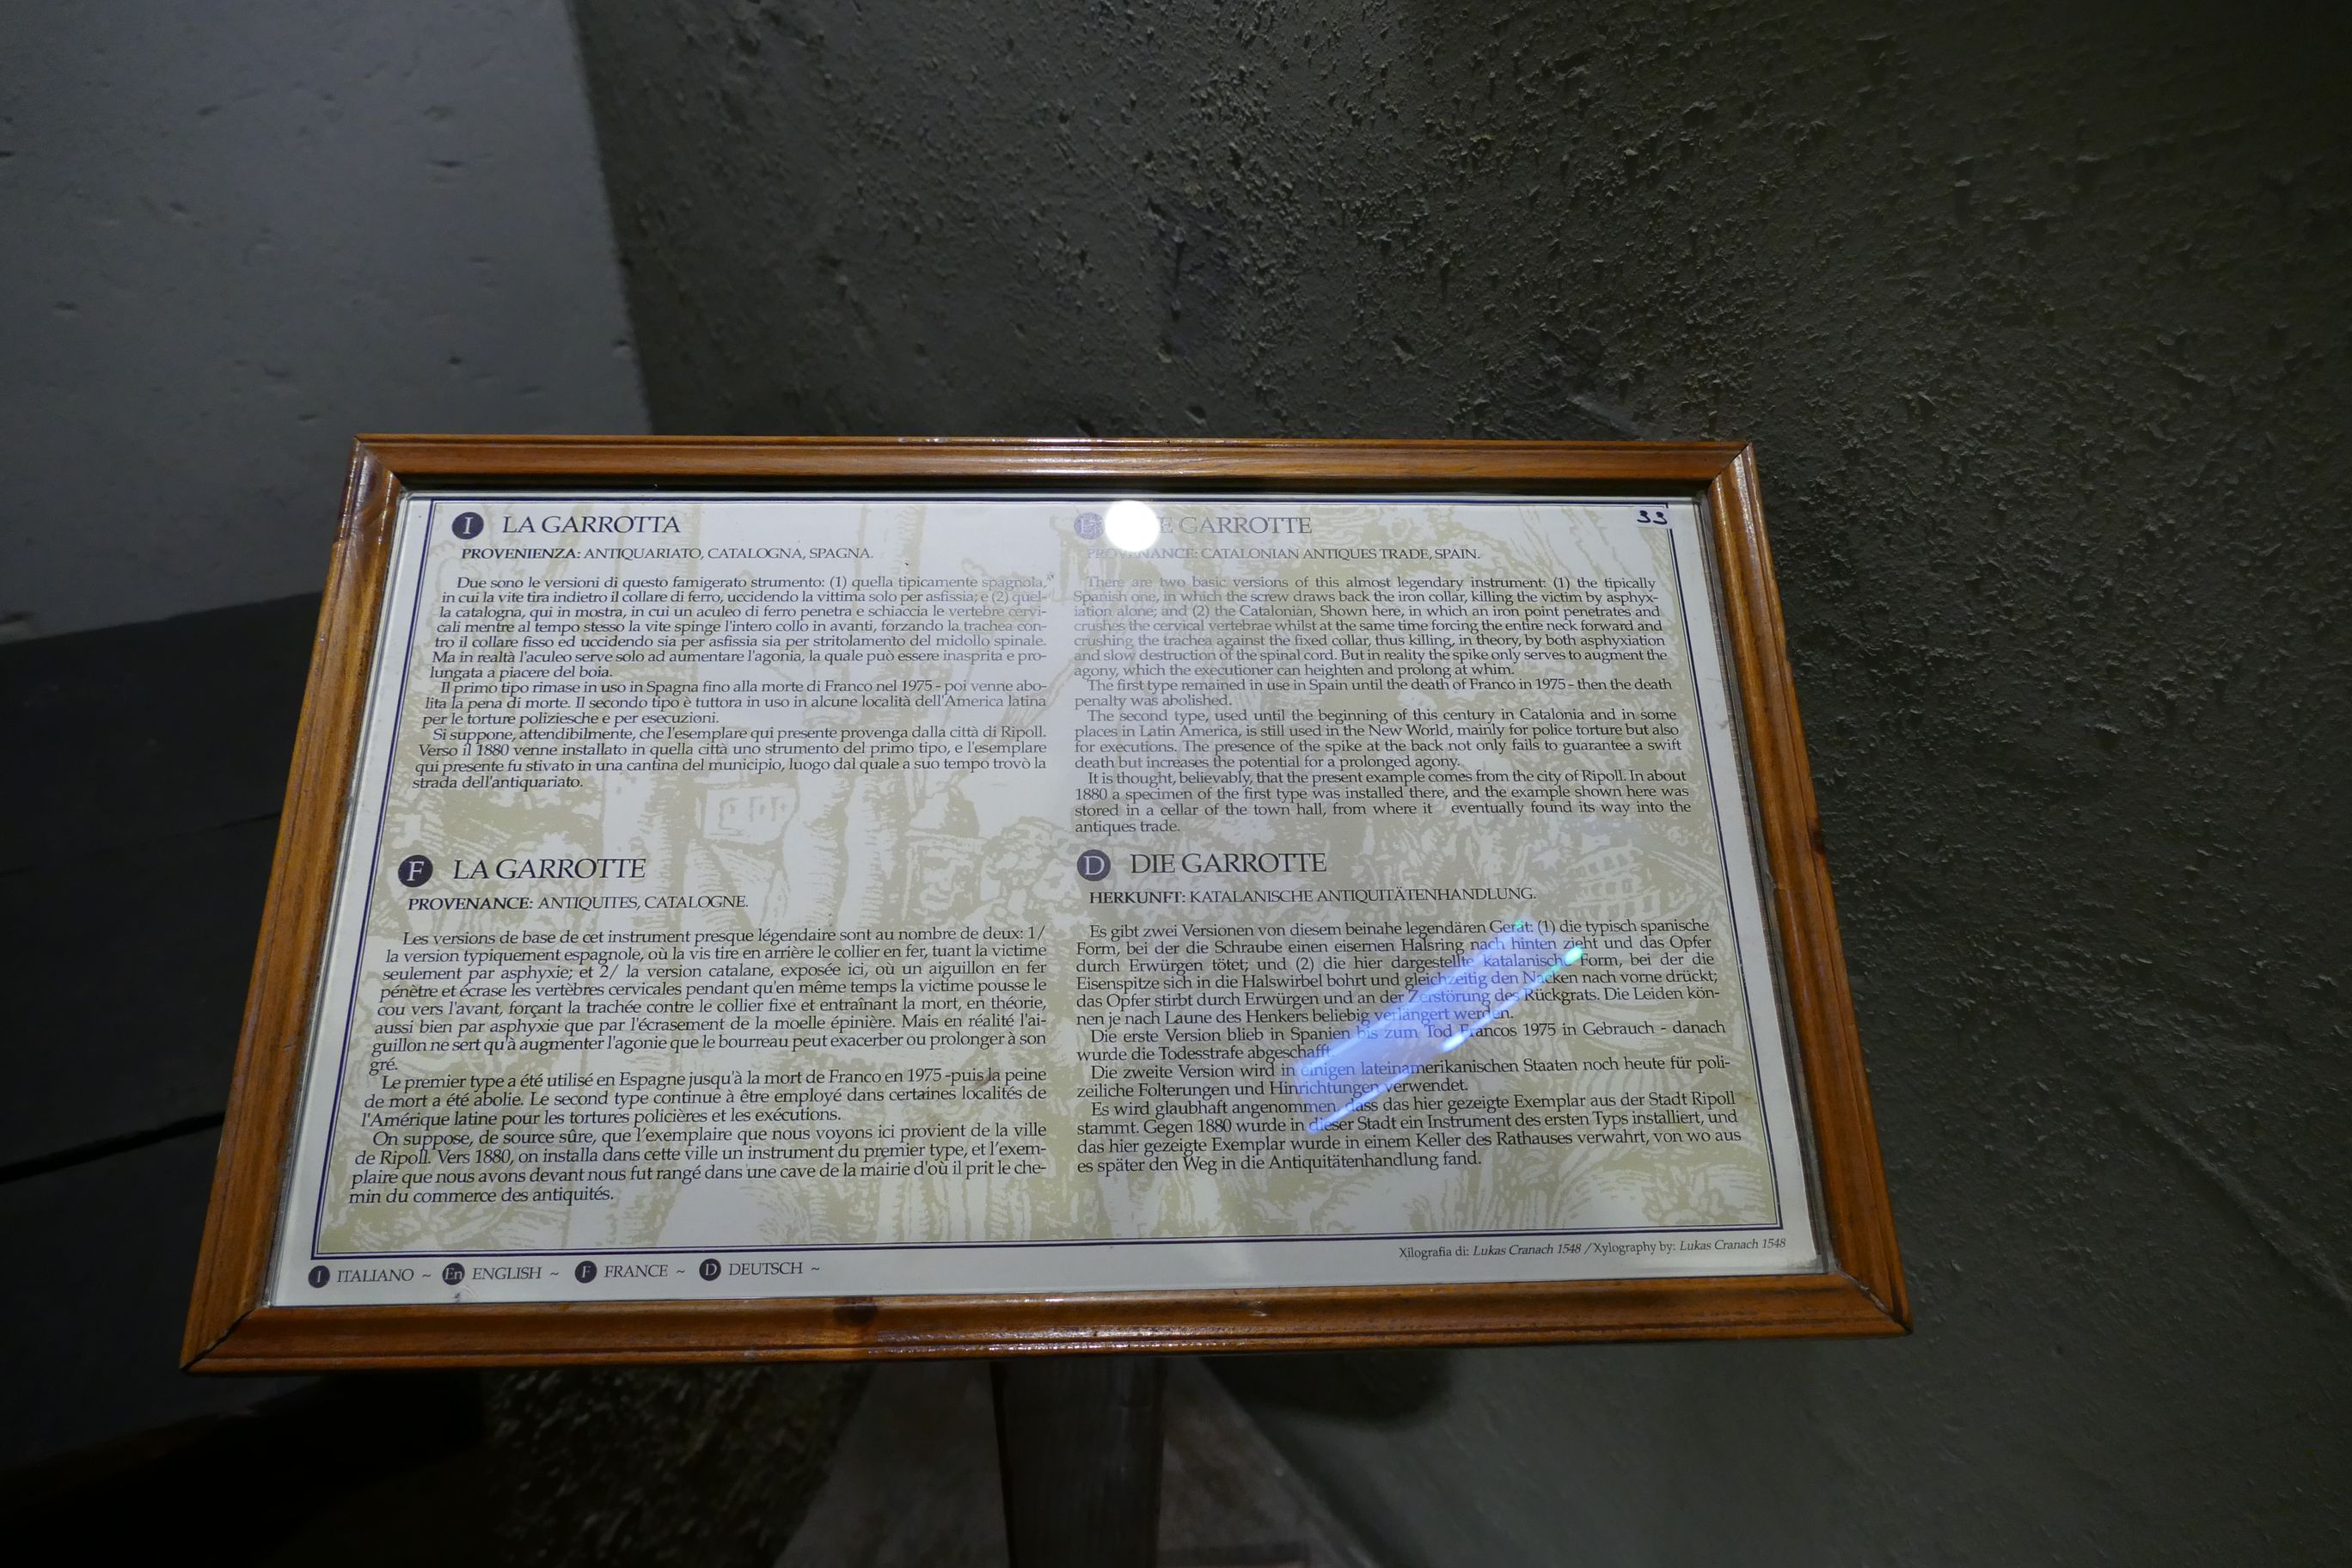 I LA GARROTTA
PROVENIENZA: ANTIQUARIATO, CATALOGNA, SPAGNA.
Due sono le versioni di questo famigerato strumento: (1) quella tipicamente spagnola,
in cui la vite tira indietro il collare di ferro, uccidendo la vittima solo per asfissia; e (2) quel-
la catalogna, qui in mostra, in cui un aculeo di ferro penetra e schiaccia le vertebre cervi-
cali mentre al tempo stesso la vite spinge l'intero collo in avanti, forzando la trachea con-
tro il collare fisso ed uccidendo sia per asfissia sia per stritolamento del midollo spinale.
Ma in realtà l'aculeo serve solo ad aumentare l'agonia, la quale può essere inasprita e pro-
lungata a piacere del boia.
Il primo tipo rimase in uso in Spagna fino alla morte di Franco nel 1975 - poi venne abo-
lita la pena di morte. Il secondo tipo è tuttora in uso in alcune località dell'America latina
per le torture poliziesche e per esecuzioni.
Si suppone, attendibilmente, che l'esemplare qui presente provenga dalla città di Ripoll.
Verso il 1880 venne installato in quella città uno strumento del primo tipo, e l'esemplare
qui presente fu stivato in una cantina del municipio, luogo dal quale a suo tempo trovò la
strada dell'antiquariato.
GARROTTE
33
PROVENANCE: CATALONIAN ANTIQUES TRADE, SPAIN.
There are two basic versions of this almost legendary instrument: (1) the tipically
Spanish one, in which the screw draws back the iron collar, killing the victim by asphyx-
iation alone; and (2) the Catalonian, Shown here, in which an iron point penetrates and
crushes the cervical vertebrae whilst at the same time forcing the entire neck forward and
crushing the trachea against the fixed collar, thus killing, in theory, by both asphyxiation
and slow destruction of the spinal cord. But in reality the spike only serves to augment the
agony, which the executioner can heighten and prolong at whim.
The first type remained in use in Spain until the death of Franco in 1975 - then the death
penalty was abolished.
The second type, used until the beginning of this century in Catalonia and in some
places in Latin America, is still used in the New World, mainly for police torture but also
for executions. The presence of the spike at the back not only fails to guarantee a swift
death but increases the potential for a prolonged agony.
It is thought, believably, that the present example comes from the city of Ripoll. In about
1880 a specimen of the first type was installed there, and the example shown here was
stored in a cellar of the town hall, from where it eventually found its way into the
antiques trade.
F LA GARROTTE
PROVENANCE: ANTIQUITES, CATALOGNE.
Les versions de base de cet instrument presque légendaire sont au nombre de deux: 1/
la version typiquement espagnole, où la vis tire en arrière le collier en fer, tuant la victime
seulement par asphyxie; et 2/ la version catalane, exposée ici, où un aiguillon en fer
pénètre et écrase les vertèbres cervicales pendant qu'en même temps la victime pousse le
cou vers l'avant, forçant la trachée contre le collier fixe et entraînant la mort, en théorie,
aussi bien par asphyxie que par l'écrasement de la moelle épinière. Mais en réalité l'ai-
guillon ne sert qu'à augmenter l'agonie que le bourreau peut exacerber ou prolonger à son
gré.
Le premier type a été utilisé en Espagne jusqu'à la mort de Franco en 1975 -puis la peine
de mort a été abolie. Le second type continue à être employé dans certaines localités de
l'Amérique latine pour les tortures policières et les exécutions.
On suppose, de source sûre, que l'exemplaire que nous voyons ici provient de la ville
de Ripoll. Vers 1880, on installa dans cette ville un instrument du premier type, et l'exem-
plaire que nous avons devant nous fut rangé dans une cave de la mairie d'où il prit le che-
min du commerce des antiquités.
D DIE GARROTTE
HERKUNFT: KATALANISCHE ANTIQUITÄTENHANDLUNG.
Es gibt zwei Versionen von diesem beinahe legendären Gerät: (1) die typisch spanische
Form, bei der die Schraube einen eisernen Halsring nach hinten zieht und das Opfer
durch Erwürgen tötet; und (2) die hier dargestellte katalanische Form, bei der die
Eisenspitze sich in die Halswirbel bohrt und gleichzeitig den Nacken nach vorne drückt;
das Opfer stirbt durch Erwürgen und an der Zerstörung des Rückgrats. Die Leiden kön-
nen je nach Laune des Henkers beliebig verlängert werden.
Die erste Version blieb in Spanien bis zum Tod Francos 1975 in Gebrauch - danach
wurde die Todesstrafe abgeschafft.
Die zweite Version wird in einigen lateinamerikanischen Staaten noch heute für poli-
zeiliche Folterungen und Hinrichtungen verwendet.
Es wird glaubhaft angenommen, dass das hier gezeigte Exemplar aus der Stadt Ripoll
stammt. Gegen 1880 wurde in dieser Stadt ein Instrument des ersten Typs installiert, und
das hier gezeigte Exemplar wurde in einem Keller des Rathauses verwahrt, von wo aus
es später den Weg in die Antiquitätenhandlung fand.
Xilografia di: Lukas Cranach 1548 / Xylography by: Lukas Cranach 1548
I ITALIANO ~ En ENGLISH ~ F FRANCE ~ D DEUTSCH ~